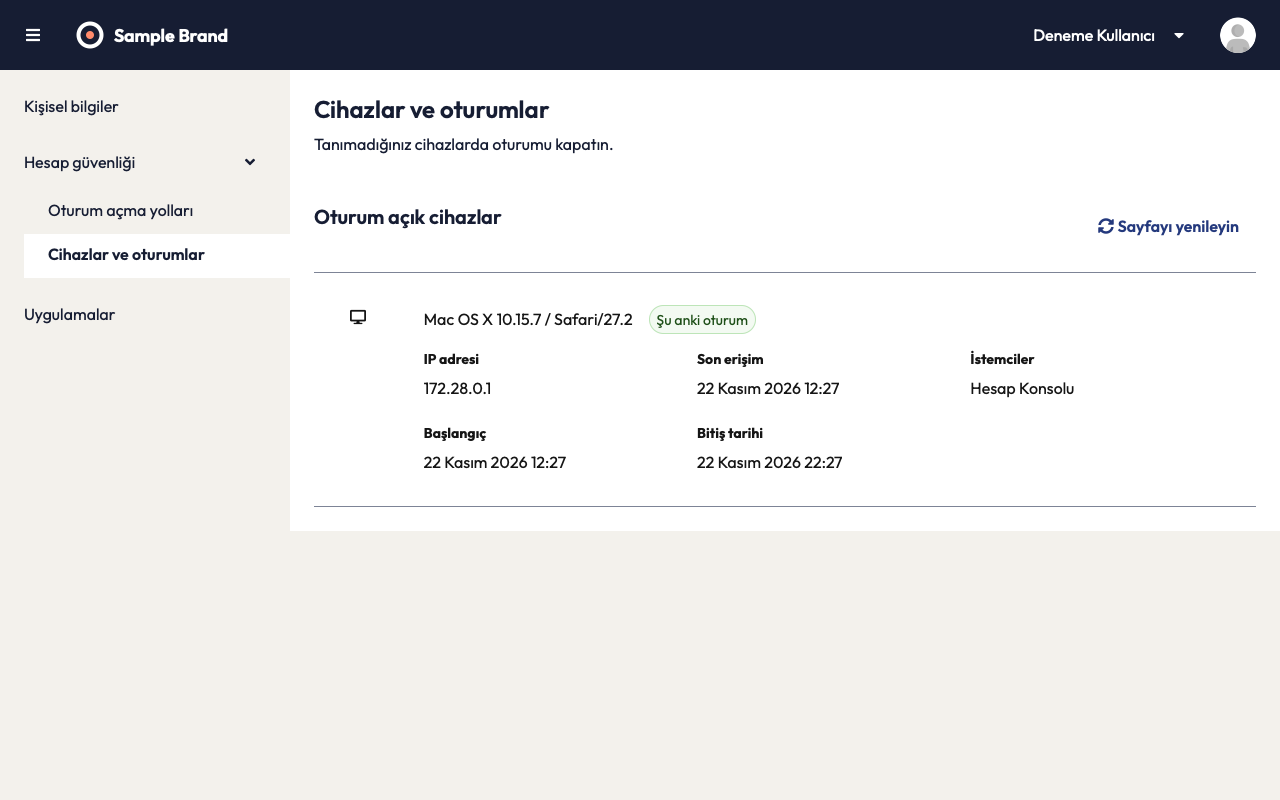 Sample Brand
Deneme Kullanıcı
Kişisel bilgiler
Hesap güvenliği
Oturum açma yolları
Cihazlar ve oturumlar
Uygulamalar
Cihazlar ve oturumlar
Tanımadığınız cihazlarda oturumu kapatın.
Oturum açık cihazlar
Sayfayı yenileyin
Mac OS X 10.15.7 / Safari/27.2
Şu anki oturum
IP adresi
172.28.0.1
Son erişim
22 Kasım 2026 12:27
İstemciler
Hesap Konsolu
Başlangıç
22 Kasım 2026 12:27
Bitiş tarihi
22 Kasım 2026 22:27